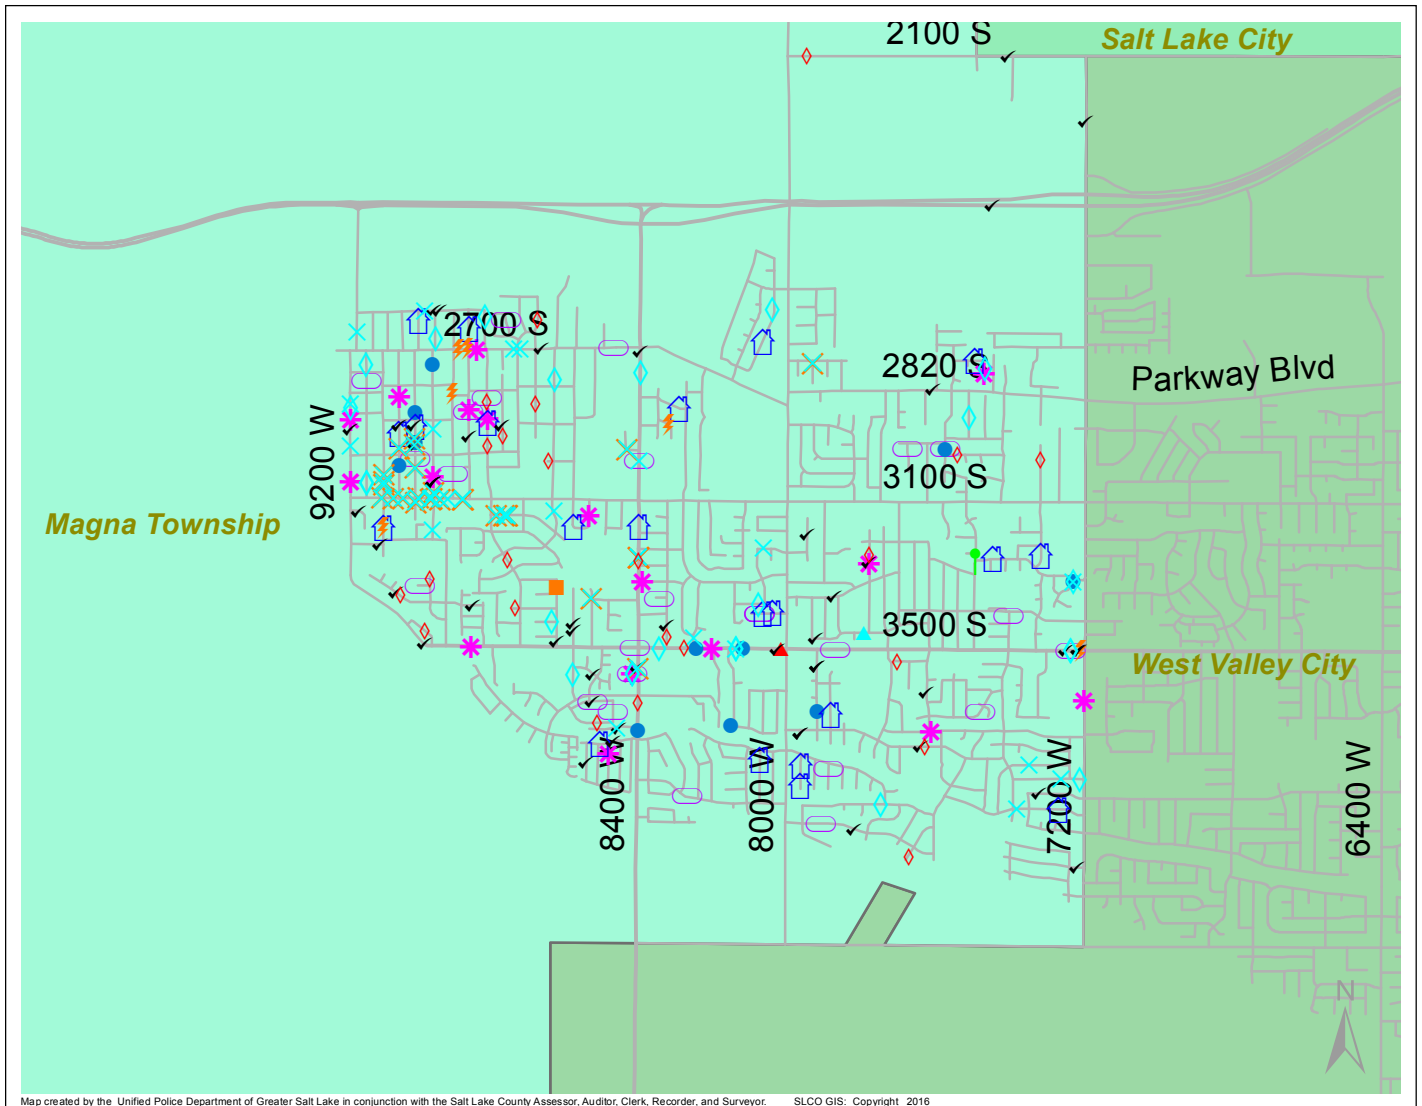 2100 S
Salt Lake City
2700 S
2820 S
Parkway Blvd
9200 W
3100 S
Magna Township
3500 S
West Valley City
8400 W
8000 W
7200 W
6400 W
N
Map created by the Unified Police Department of Greater Salt Lake in conjunction with the Salt Lake County Assessor, Auditor, Clerk, Recorder, and Surveyor. SLCO GIS: Copyright 2016